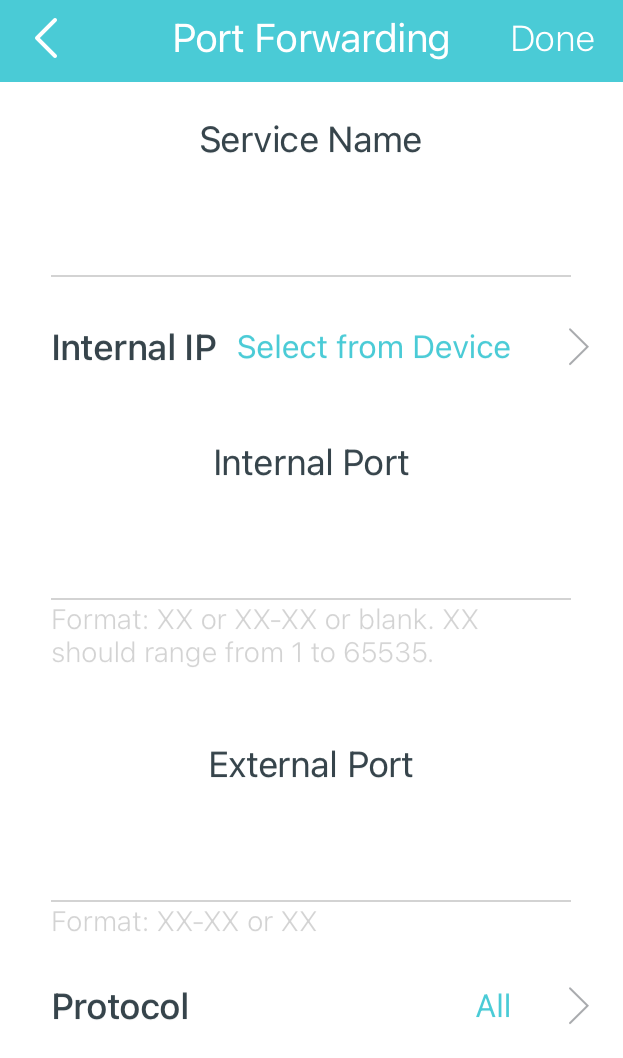 Port Forwarding Done
Service Name
Internal IP Select from Device
Internal Port
Format: XX or XX-XX or blank. XX
should range from 1 to 65535.
External Port
Format: XX-XX or XX
Protocol All